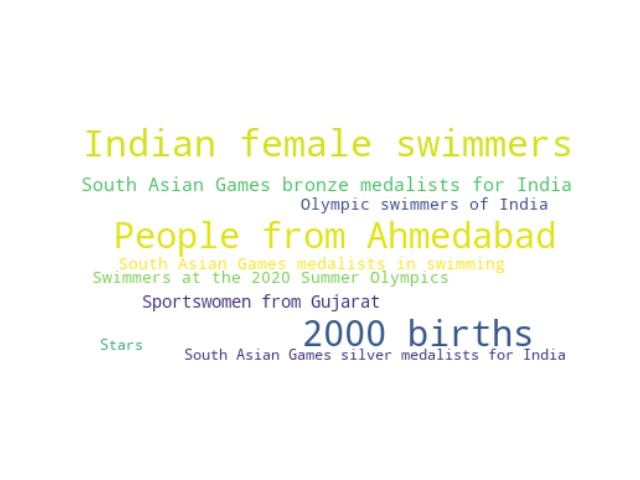 Indian female swimmers
South Asian Games bronze medalists for India
Olympic swimmers of India
People from Ahmedabad
South Asian Games medalists in swimming
Swimmers at the 2020 Summer Olympics
Sportswomen from Gujarat
2000 births
Stars
South Asian Games silver medalists for India